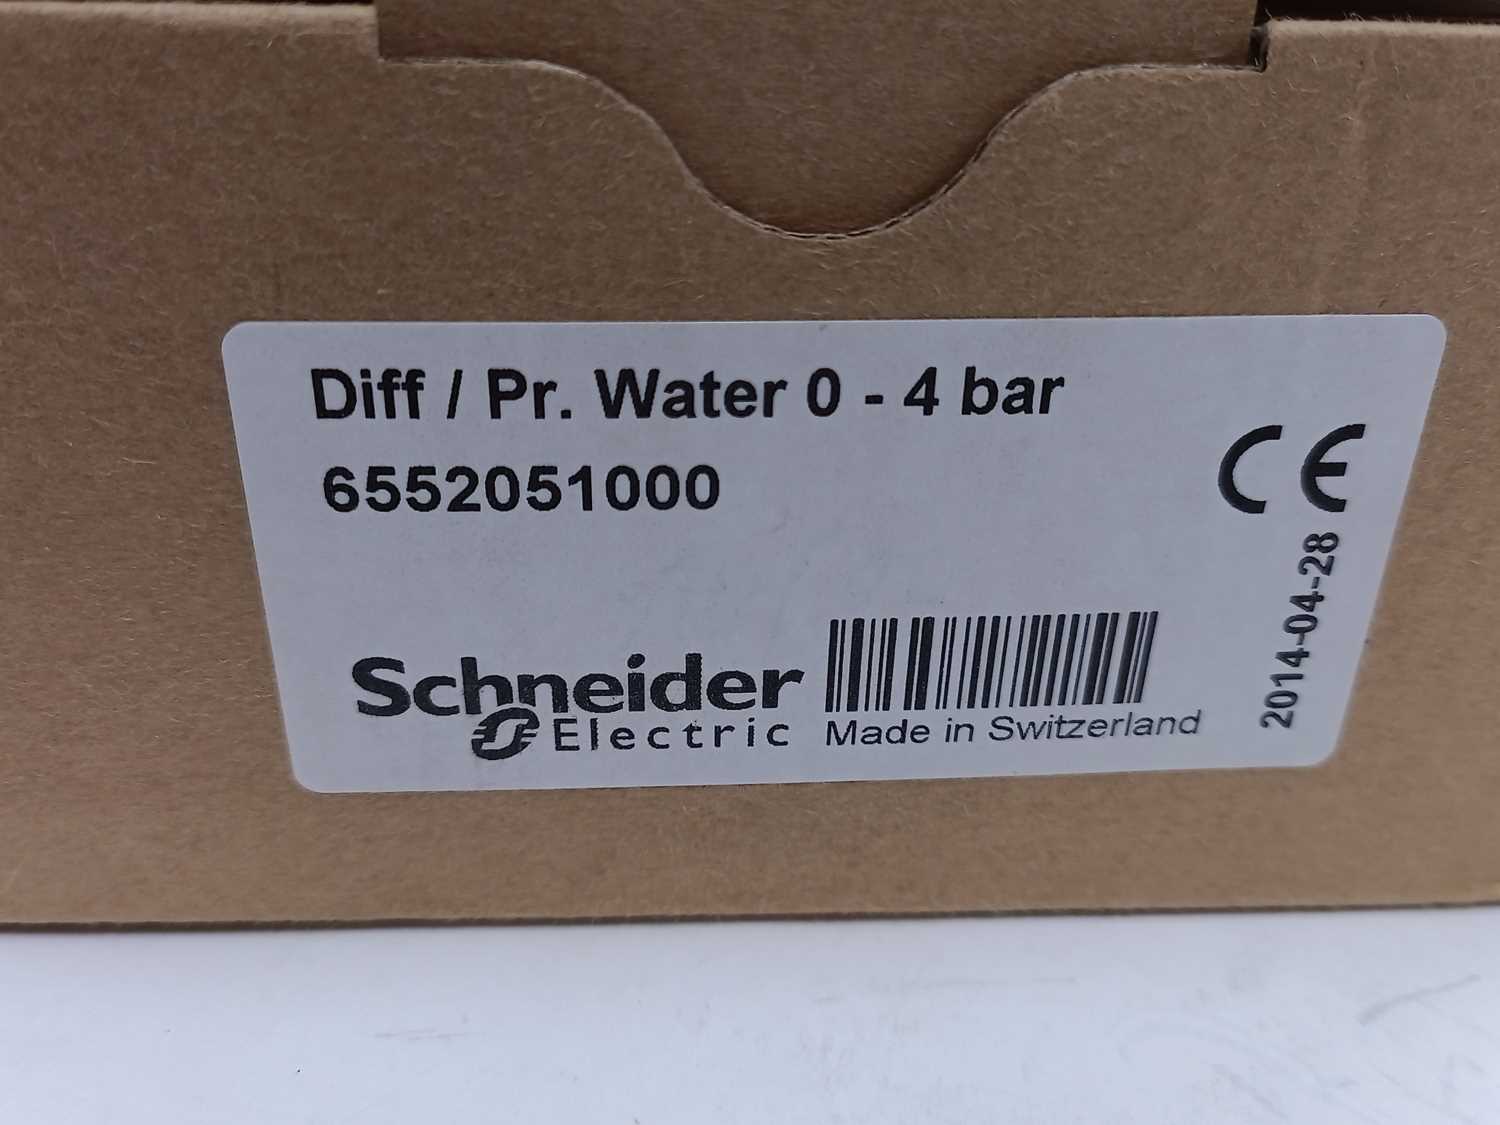 Diff / Pr. Water 0 - 4 bar
6552051000
CE
2014-04-28
Schneider
Electric
Made in Switzerland